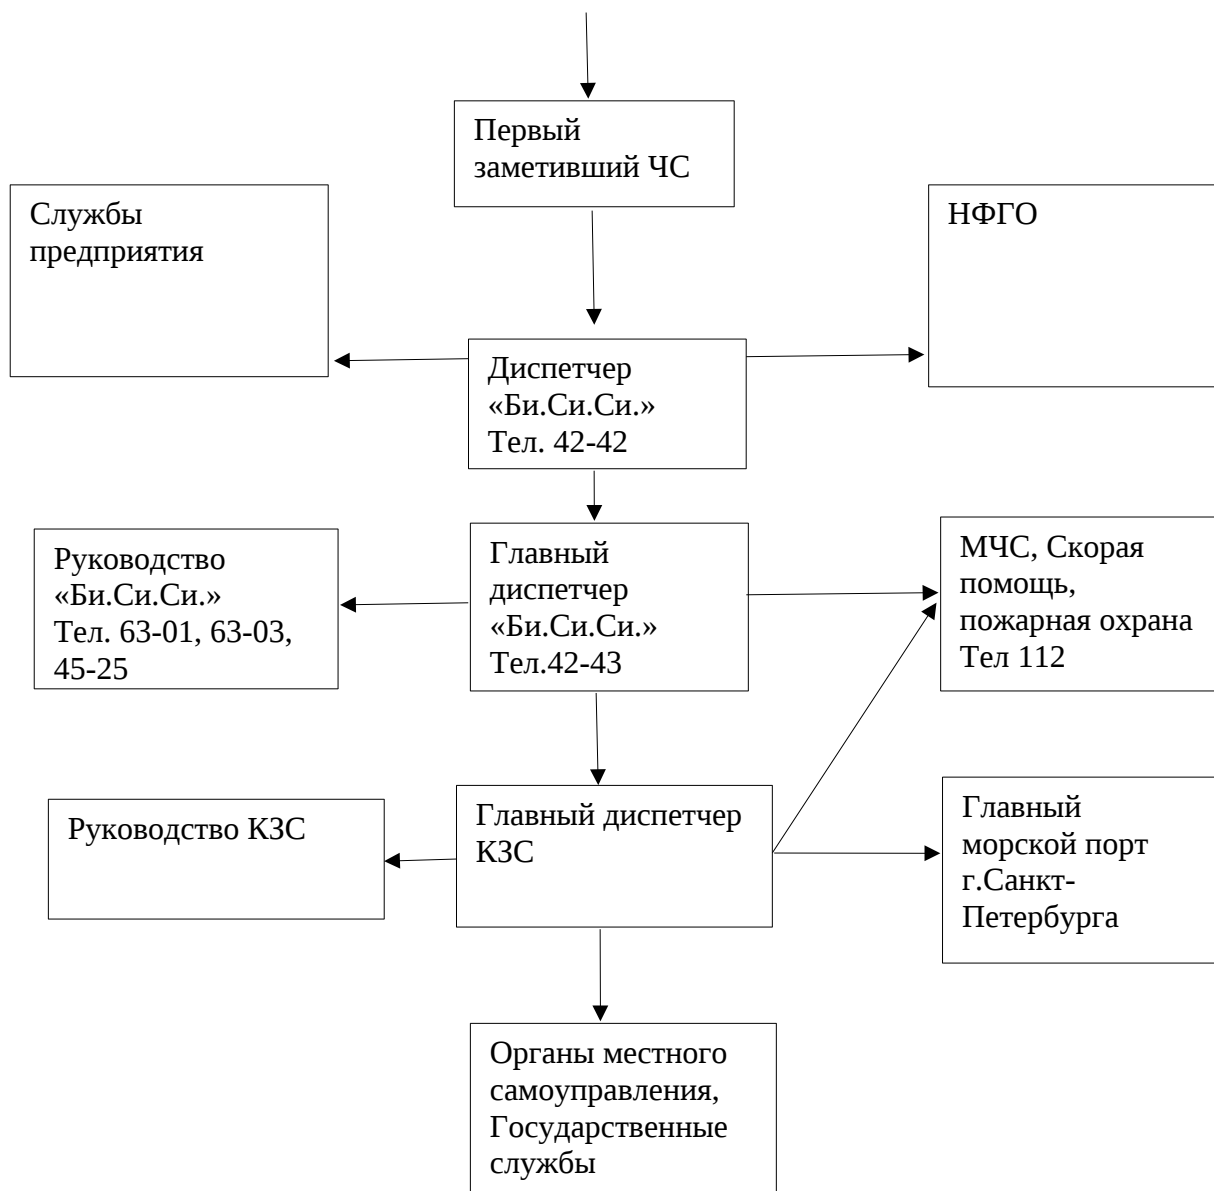 Первый
заметивший ЧС
Службы
предприятия
НФГО
Диспетчер
«Би.Си.Си.»
Тел. 42-42
Руководство
«Би.Си.Си.»
Тел. 63-01, 63-03,
45-25
Главный
диспетчер
«Би.Си.Си.»
Тел.42-43
МЧС, Скорая
помощь,
пожарная охрана
Тел 112
Руководство КЗС
Главный диспетчер
КЗС
Главный
морской порт
г.Санкт-
Петербурга
Органы местного
самоуправления,
Государственные
службы